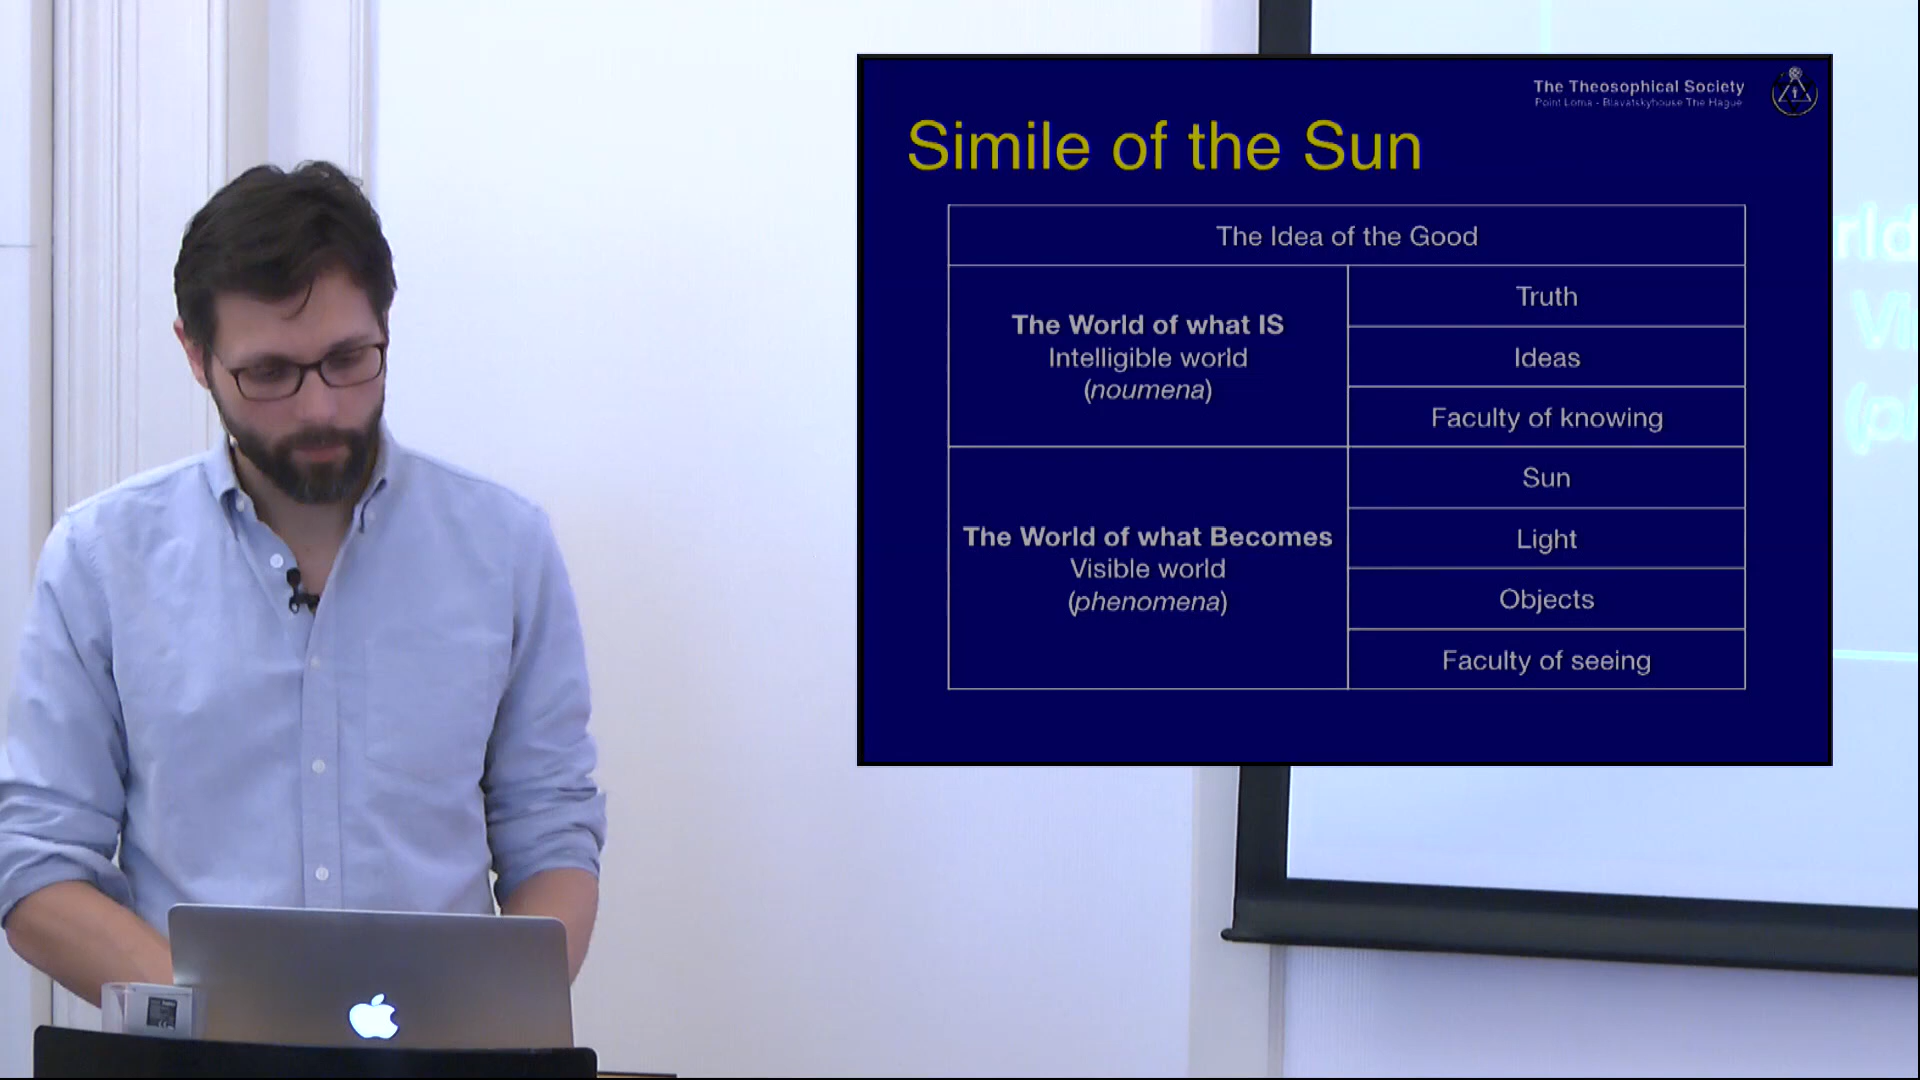 The Theosophical Society
Point Loma - Blavatskyhouse The Hague
Simile of the Sun
The Idea of the Good
The World of what IS
Intelligible world
(noumena)
Truth
Ideas
Faculty of knowing
The World of what Becomes
Visible world
(phenomena)
Sun
Light
Objects
Faculty of seeing